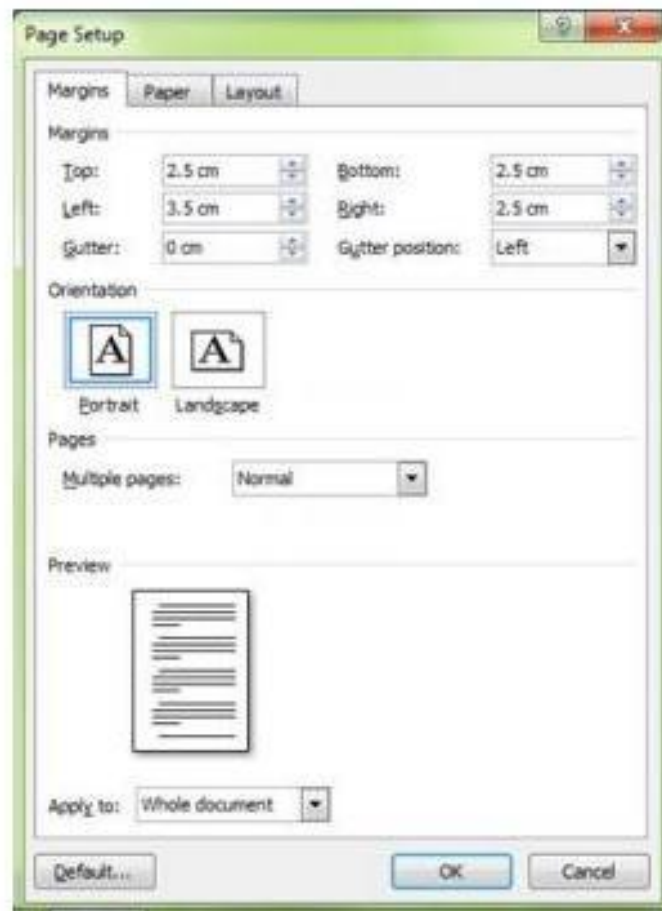 Page Setup
Margins Paper Layout
Margins
Top: 2.5 cm Bottom: 2.5 cm
Left: 3.5 cm Right: 2.5 cm
Gutter: 0 cm Gutter position: Left
Orientation
A A
Portrait Landscape
Pages
Multiple pages: Normal
Preview
Apply to: Whole document
Default... OK Cancel